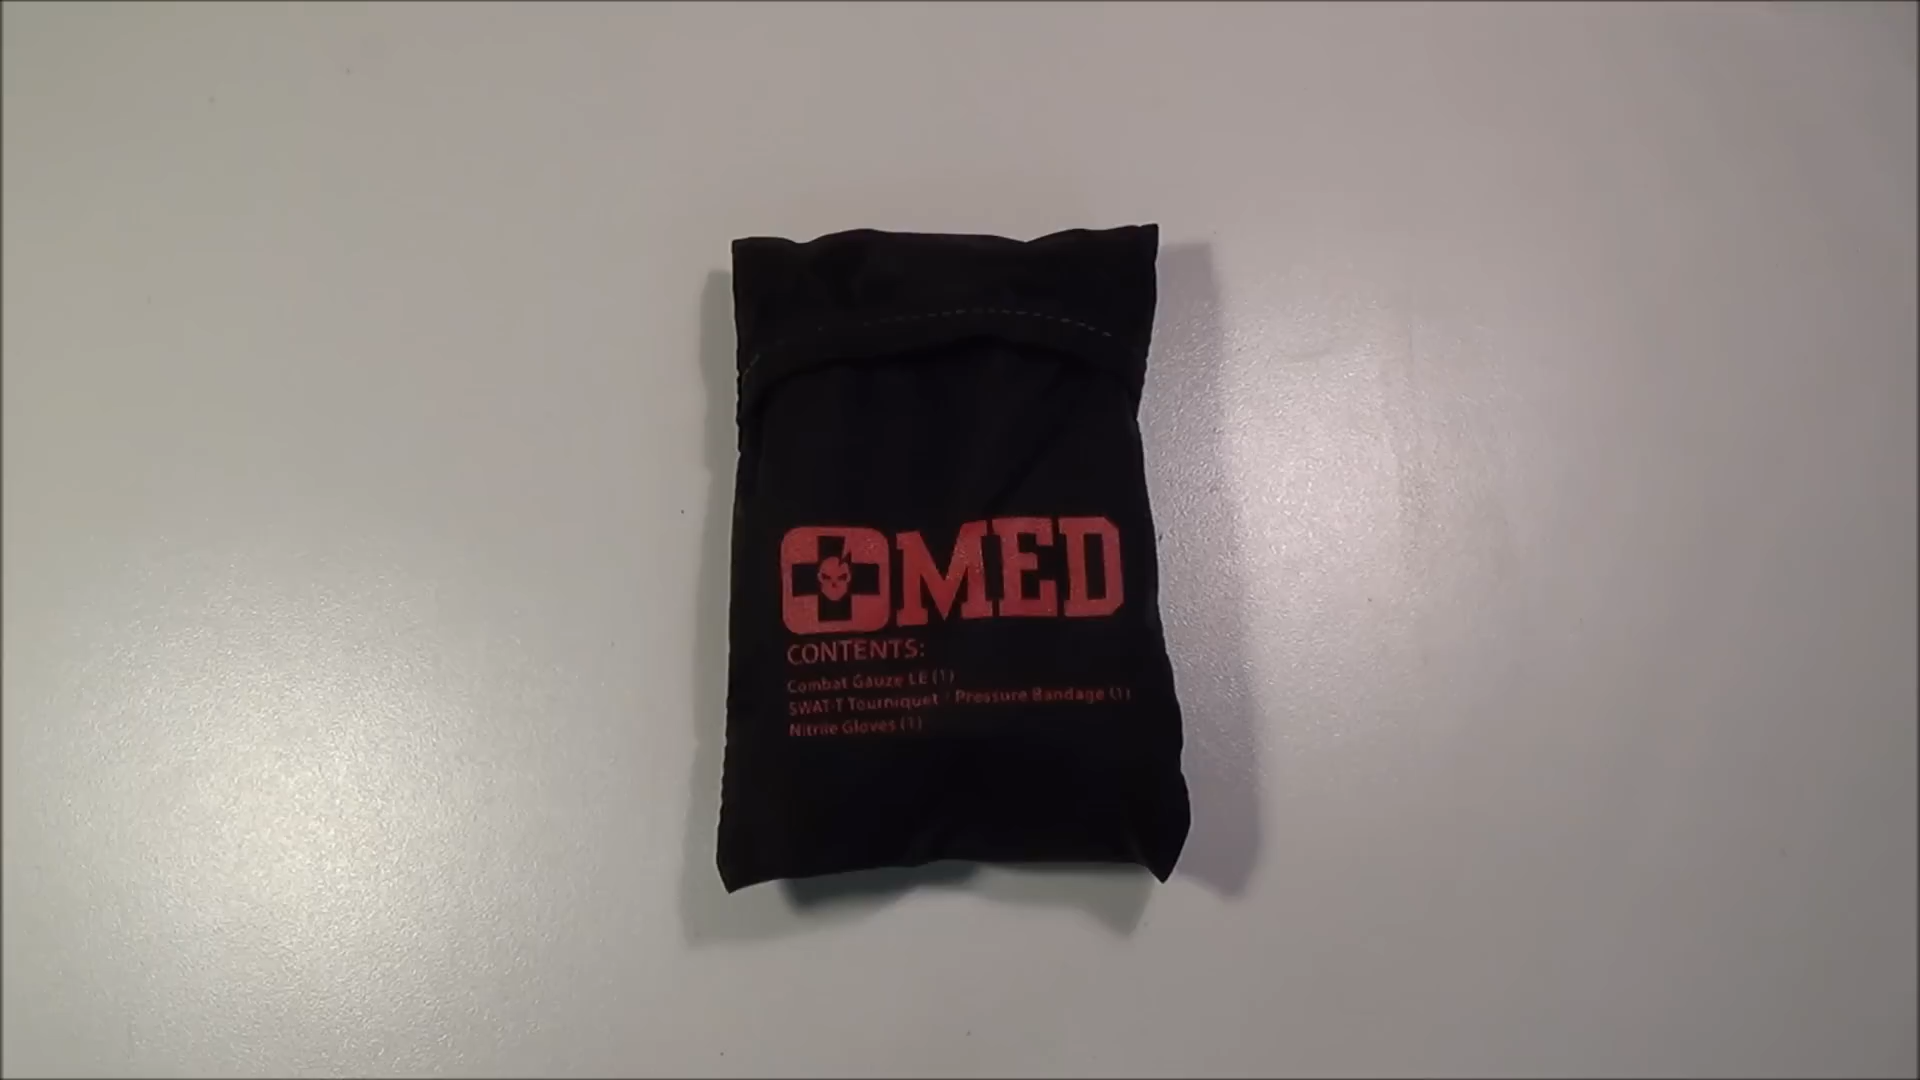 MED
CONTENTS:
Combat Gauze LE (1)
SWAT-T Tourniquet / Pressure Bandage (1)
Nitrile Gloves (1)